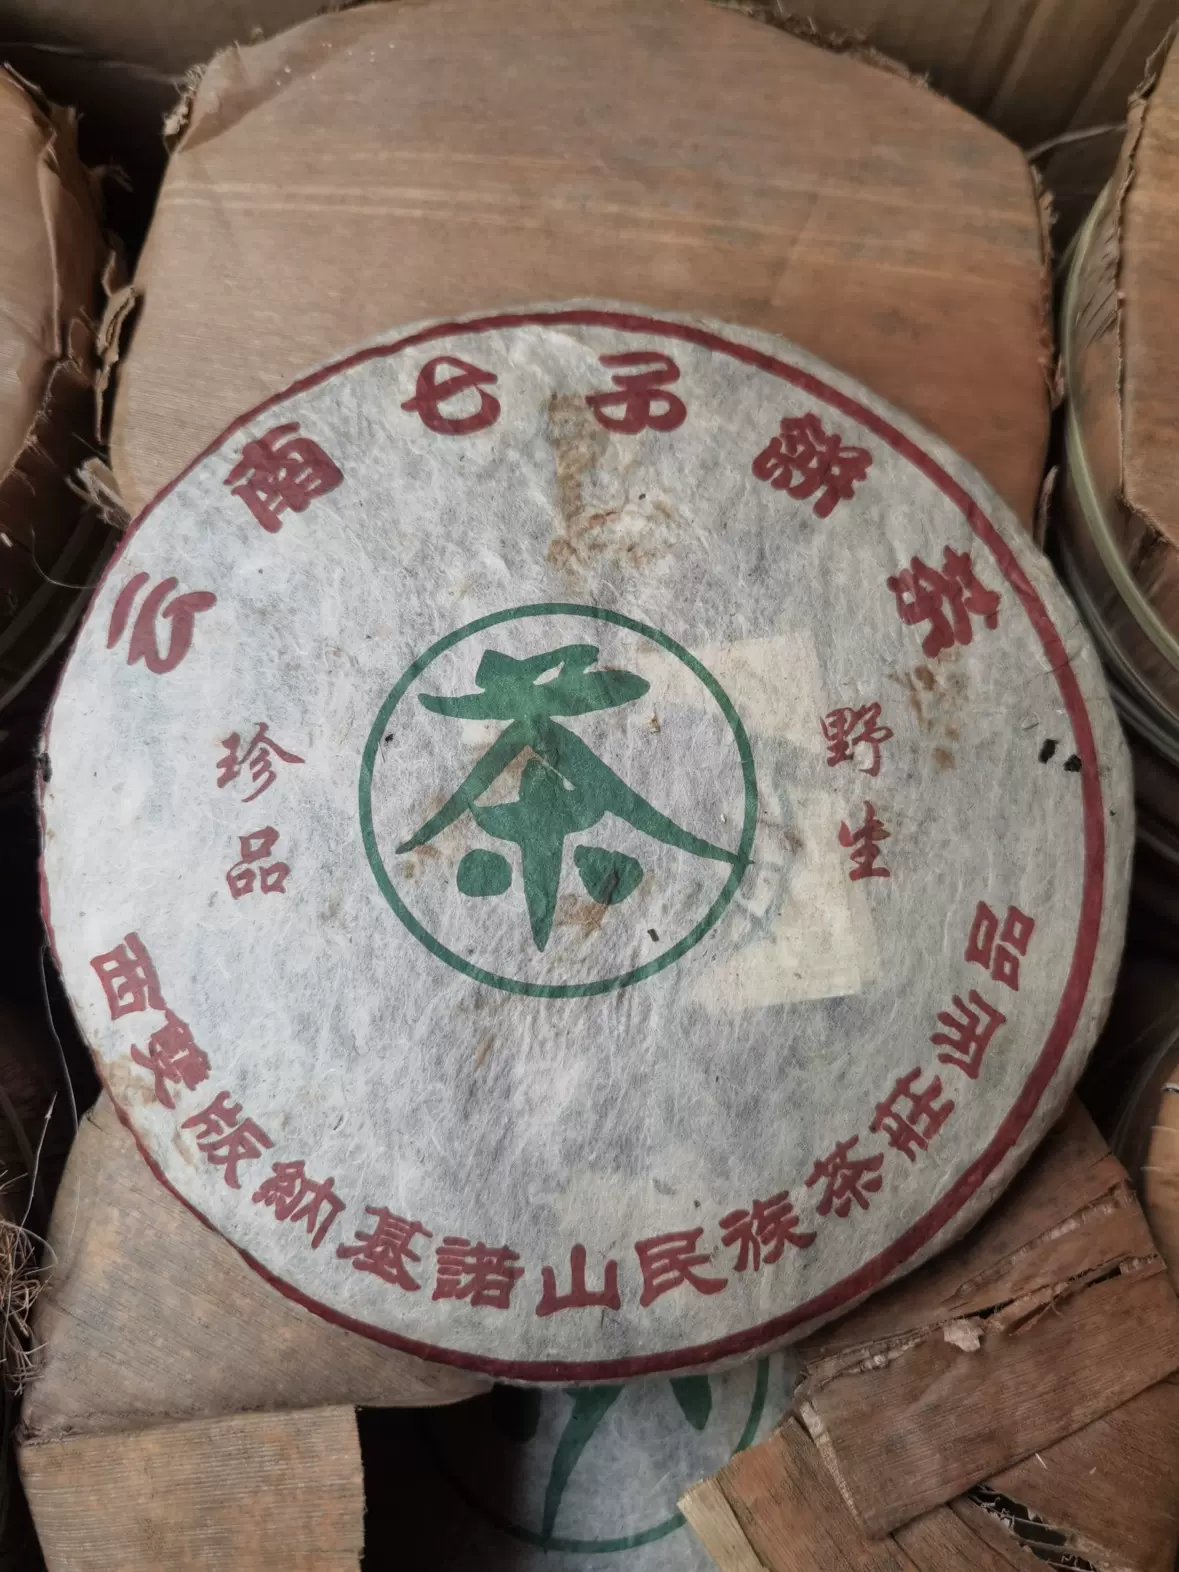 云南七子餅茶
野生
珍品
茶
西雙版納基諾山民族茶莊出品